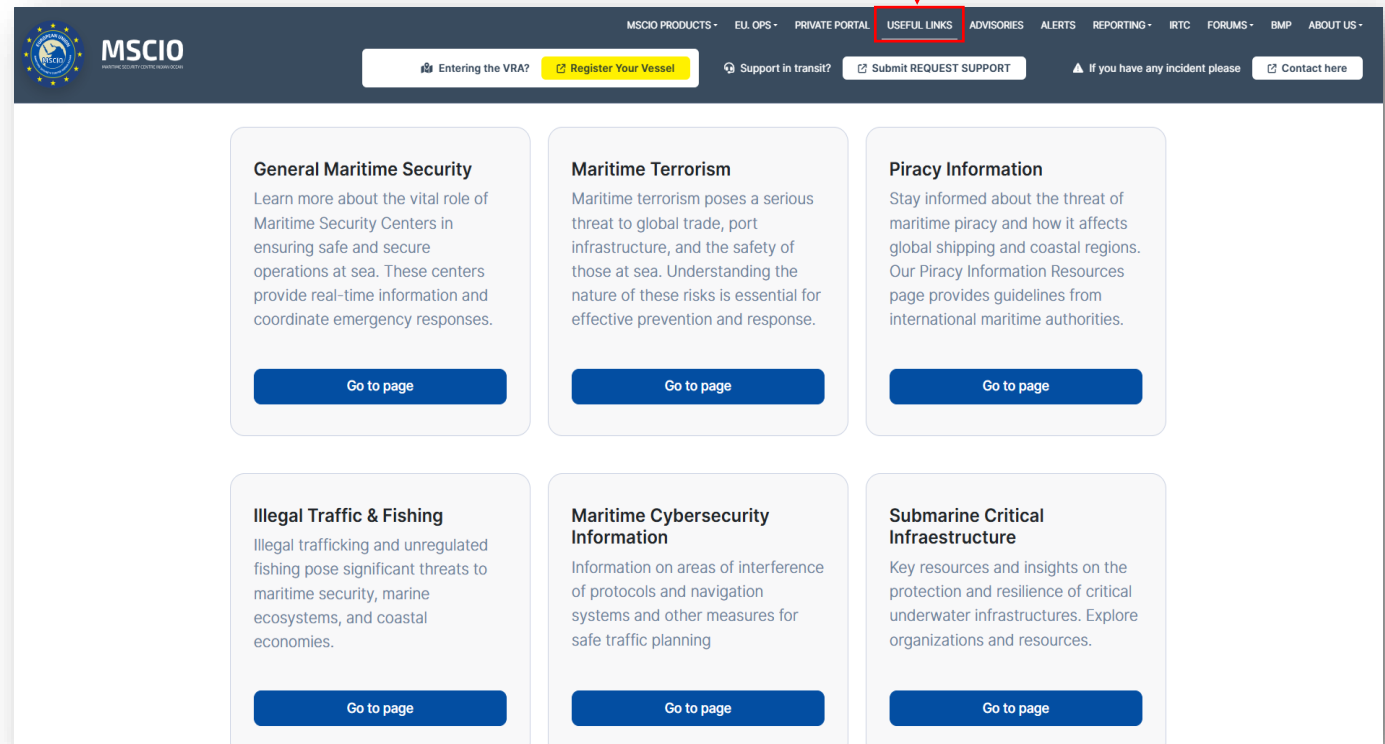 MSCIO PRODUCTS
EU. OPS
PRIVATE PORTAL
USEFUL LINKS
ADVISORIES
ALERTS
REPORTING
IRTC
FORUMS
BMP
ABOUT US
EUROPEAN UNION
MSCIO
MSCIO
MARITIME SECURITY CENTRE INDIAN OCEAN
Entering the VRA?
Register Your Vessel
Support in transit?
Submit REQUEST SUPPORT
If you have any incident please
Contact here
General Maritime Security
Learn more about the vital role of
Maritime Security Centers in
ensuring safe and secure
operations at sea. These centers
provide real-time information and
coordinate emergency responses.
Go to page
Maritime Terrorism
Maritime terrorism poses a serious
threat to global trade, port
infrastructure, and the safety of
those at sea. Understanding the
nature of these risks is essential for
effective prevention and response.
Go to page
Piracy Information
Stay informed about the threat of
maritime piracy and how it affects
global shipping and coastal regions.
Our Piracy Information Resources
page provides guidelines from
international maritime authorities.
Go to page
Illegal Traffic & Fishing
Illegal trafficking and unregulated
fishing pose significant threats to
maritime security, marine
ecosystems, and coastal
economies.
Go to page
Maritime Cybersecurity
Information
Information on areas of interference
of protocols and navigation
systems and other measures for
safe traffic planning
Go to page
Submarine Critical
Infraestructure
Key resources and insights on the
protection and resilience of critical
underwater infrastructures. Explore
organizations and resources.
Go to page